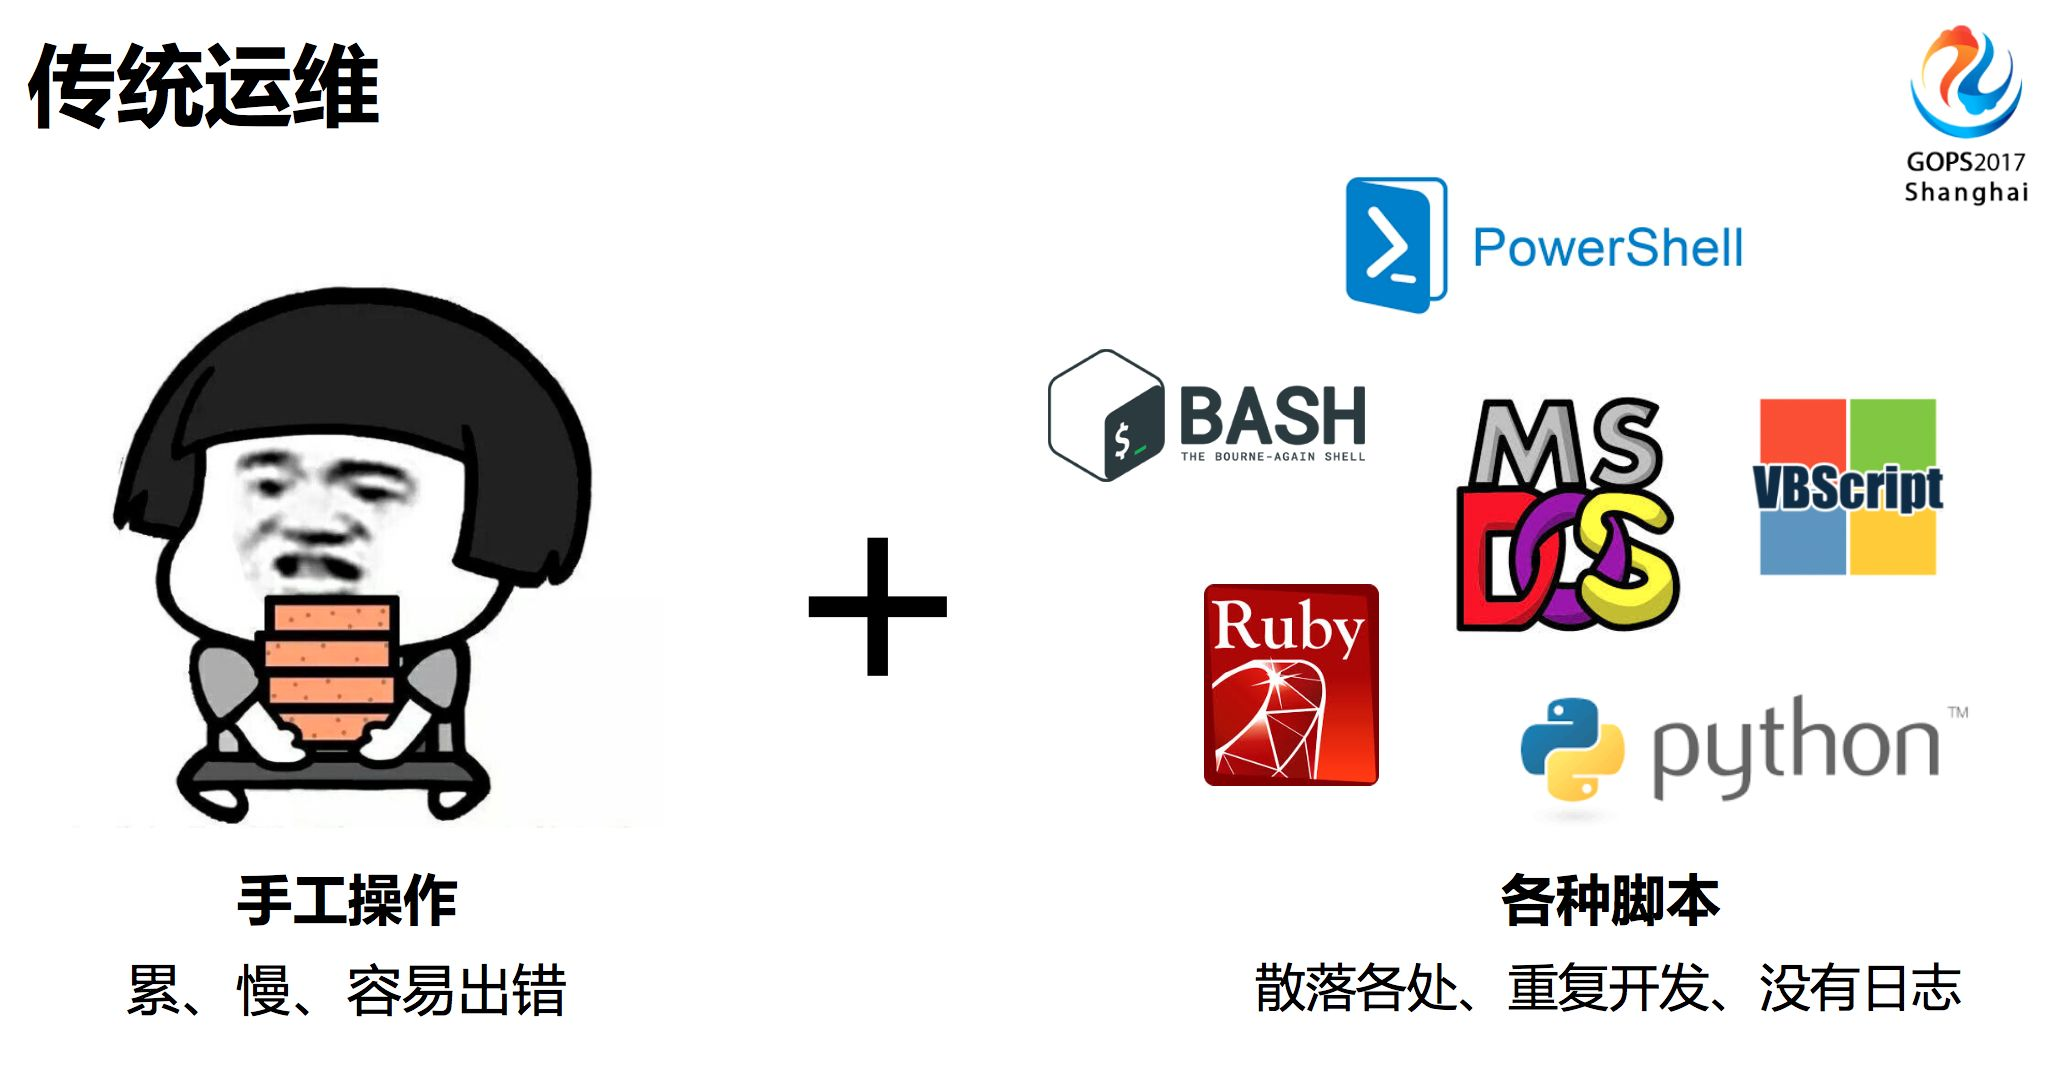 传统运维
GOPS2017
Shanghai
PowerShell
$_
BASH
THE BOURNE-AGAIN SHELL
MS
DOS
VBScript
Ruby
python™
手工操作
累、慢、容易出错
各种脚本
散落各处、重复开发、没有日志